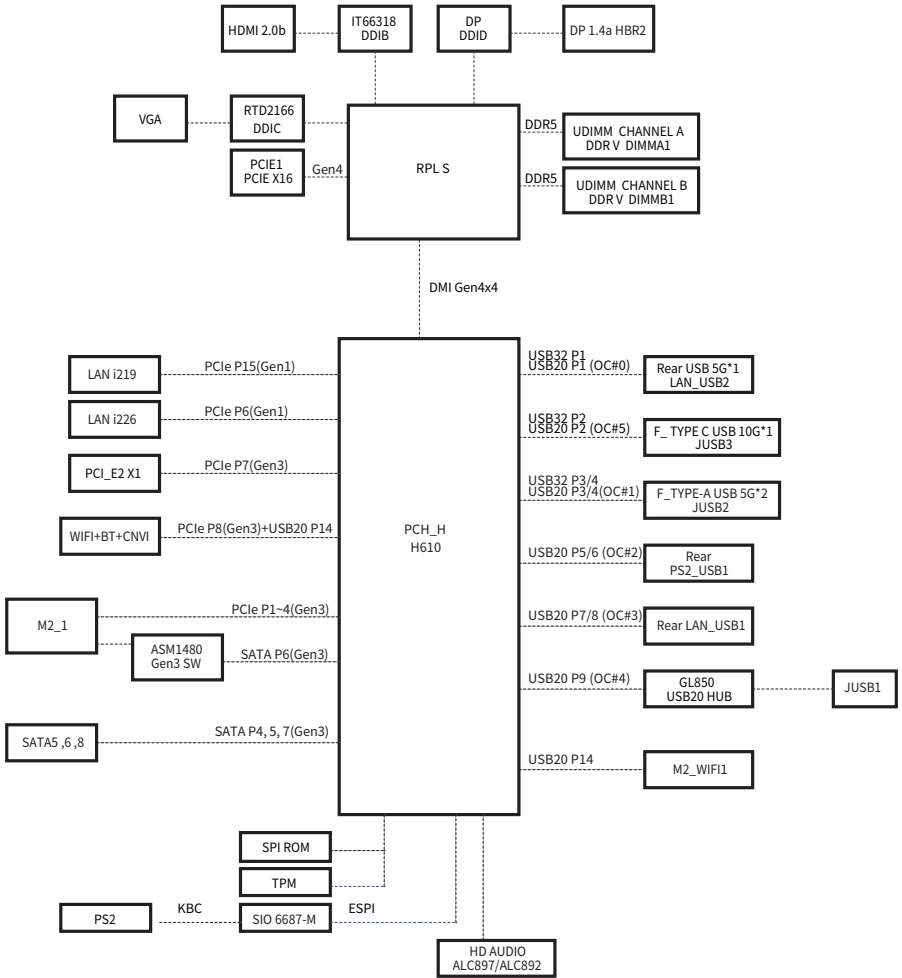 HDMI 2.0b
IT66318
DDIB
DP
DDID
DP 1.4a HBR2
VGA
RTD2166
DDIC
PCIE1
PCIE X16
Gen4
RPL S
DDR5
UDIMM CHANNEL A
DDR V DIMMA1
DDR5
UDIMM CHANNEL B
DDR V DIMMB1
DMI Gen4x4
LAN i219
PCIe P15(Gen1)
LAN i226
PCIe P6(Gen1)
PCI_E2 X1
PCIe P7(Gen3)
WIFI+BT+CNVI
PCIe P8(Gen3)+USB20 P14
M2_1
PCIe P1~4(Gen3)
ASM1480
Gen3 SW
SATA P6(Gen3)
SATA5 ,6 ,8
SATA P4, 5, 7(Gen3)
PCH_H
H610
USB32 P1
USB20 P1 (OC#0)
Rear USB 5G*1
LAN_USB2
USB32 P2
USB20 P2 (OC#5)
F_ TYPE C USB 10G*1
JUSB3
USB32 P3/4
USB20 P3/4(OC#1)
F_TYPE-A USB 5G*2
JUSB2
USB20 P5/6 (OC#2)
Rear
PS2_USB1
USB20 P7/8 (OC#3)
Rear LAN_USB1
USB20 P9 (OC#4)
GL850
USB20 HUB
JUSB1
USB20 P14
M2_WIFI1
SPI ROM
TPM
PS2
KBC
SIO 6687-M
ESPI
HD AUDIO
ALC897/ALC892